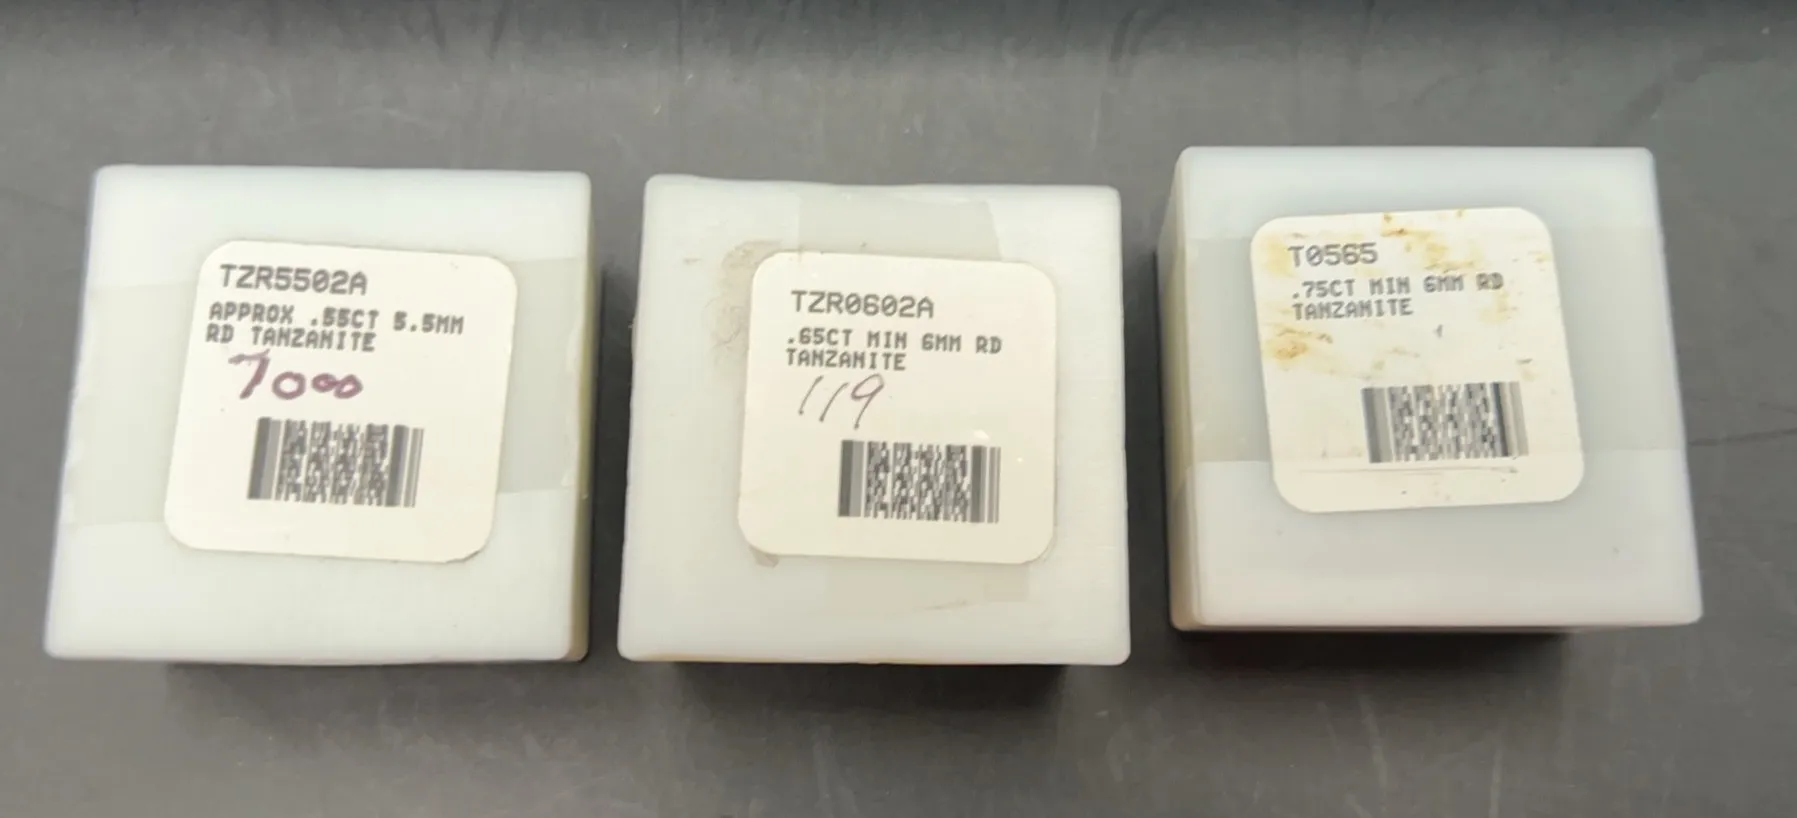 TZR5502A
APPROX .55CT 5.5MM
RD TANZANITE
7000
TZR0602A
.65CT MIN 6MM RD
TANZANITE
119
T0565
.75CT MIN 6MM RD
TANZANITE